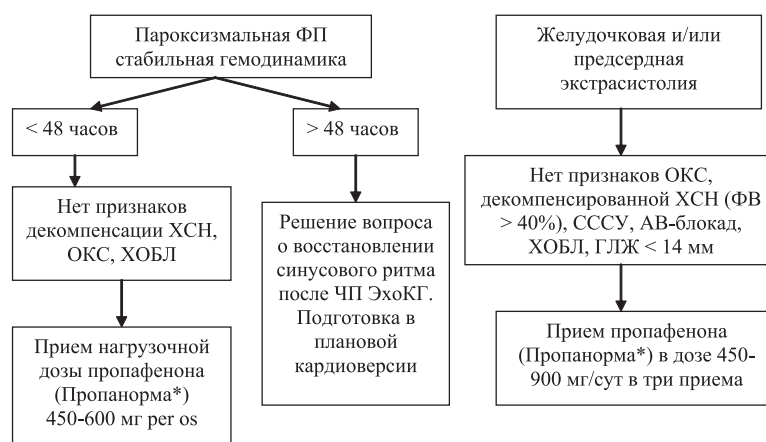 Пароксизмальная ФП
стабильная гемодинамика
< 48 часов
> 48 часов
Нет признаков
декомпенсации ХСН,
ОКС, ХОБЛ
Решение вопроса
о восстановлении
синусового ритма
после ЧП ЭхоКГ.
Подготовка в
плановой
кардиоверсии
Прием нагрузочной
дозы пропафенона
(Пропанорма*)
450-600 мг per os
Желудочковая и/или
предсердная
экстрасистолия
Нет признаков ОКС,
декомпенсированной ХСН (ФВ
> 40%), СССУ, АВ-блокад,
ХОБЛ, ГЛЖ < 14 мм
Прием пропафенона
(Пропанорма*) в дозе 450-
900 мг/сут в три приема